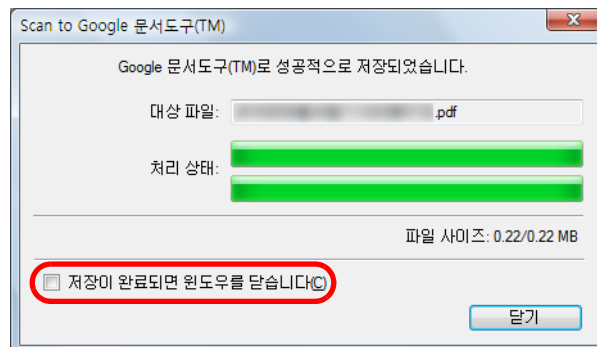 Scan to Google 문서도구(TM)
Google 문서도구(TM)로 성공적으로 저장되었습니다.
대상 파일: .pdf
처리 상태:
파일 사이즈: 0.22/0.22 MB
저장이 완료되면 윈도우를 닫습니다(C)
닫기